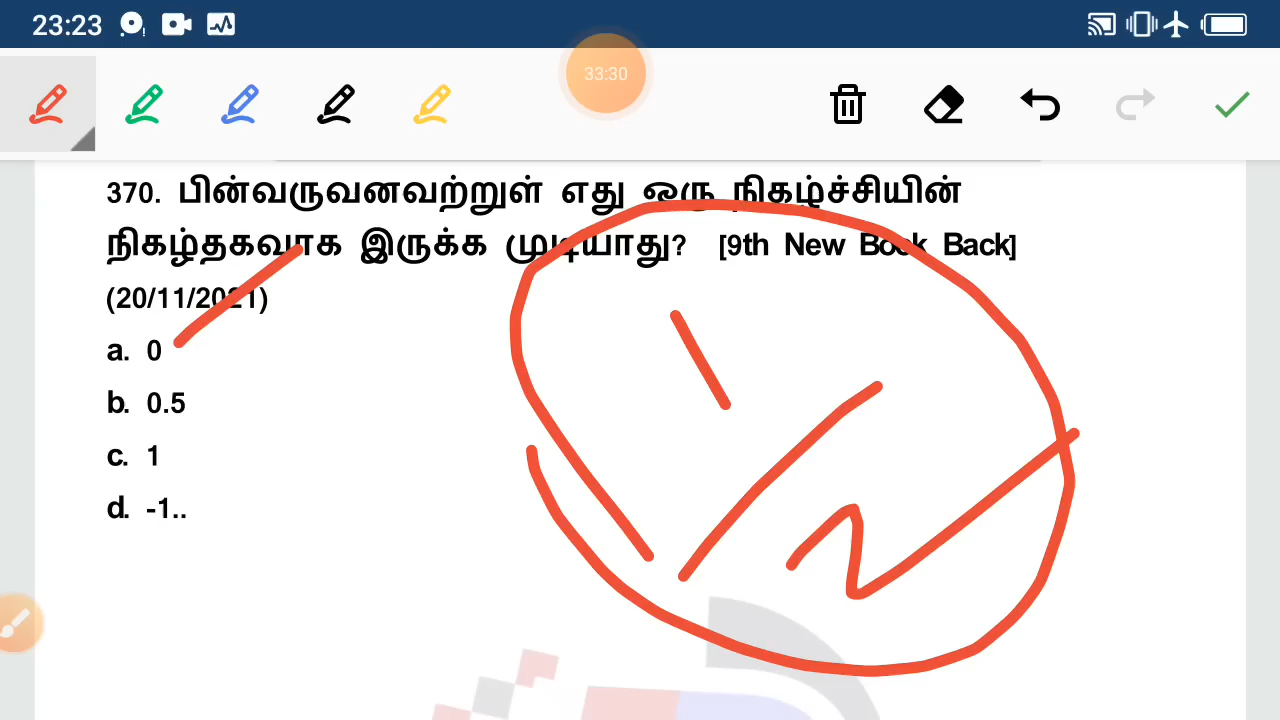 23:23
33:30
370. பின்வருவனவற்றுள் எது ஒரு நிகழ்ச்சியின்
நிகழ்தகவாக இருக்க முடியாது? [9th New Book Back]
(20/11/2021)
a. 0
b. 0.5
c. 1
d. -1..